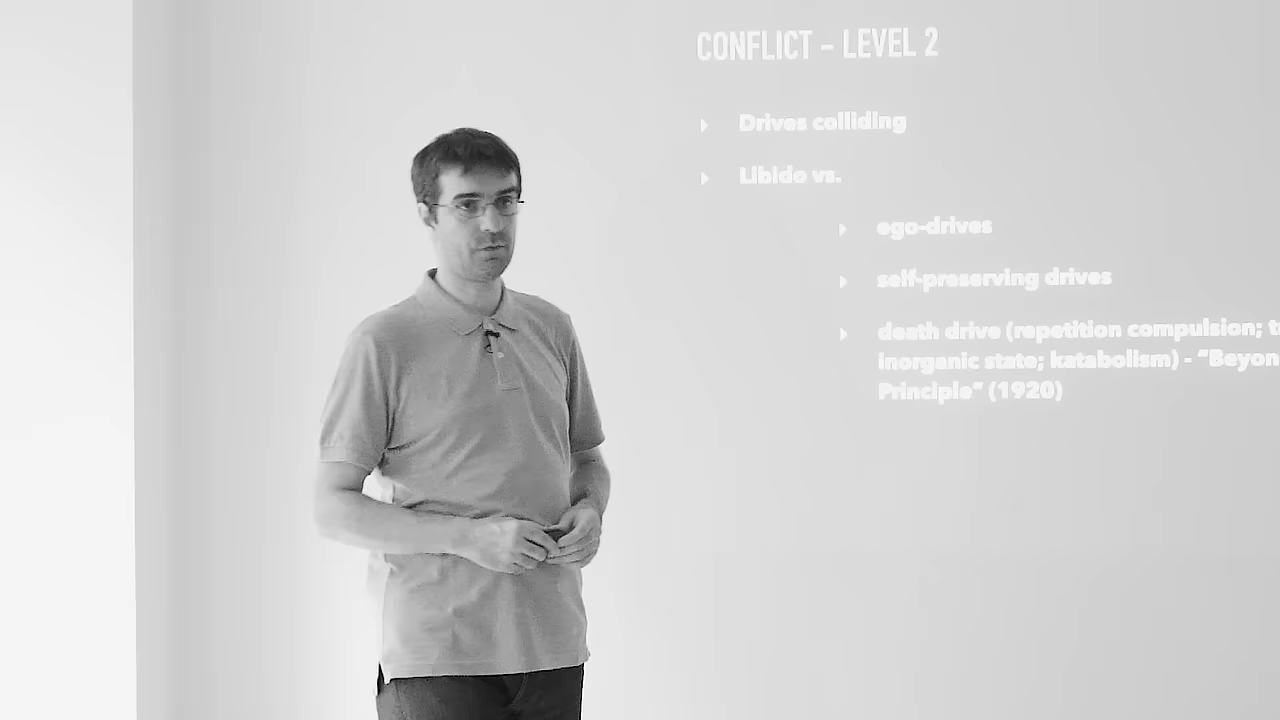 CONFLICT – LEVEL 2
Drives colliding
Libido vs.
ego-drives
self-preserving drives
death drive (repetition compulsion;
inorganic state; katabolism) - "Beyon
Principle" (1920)